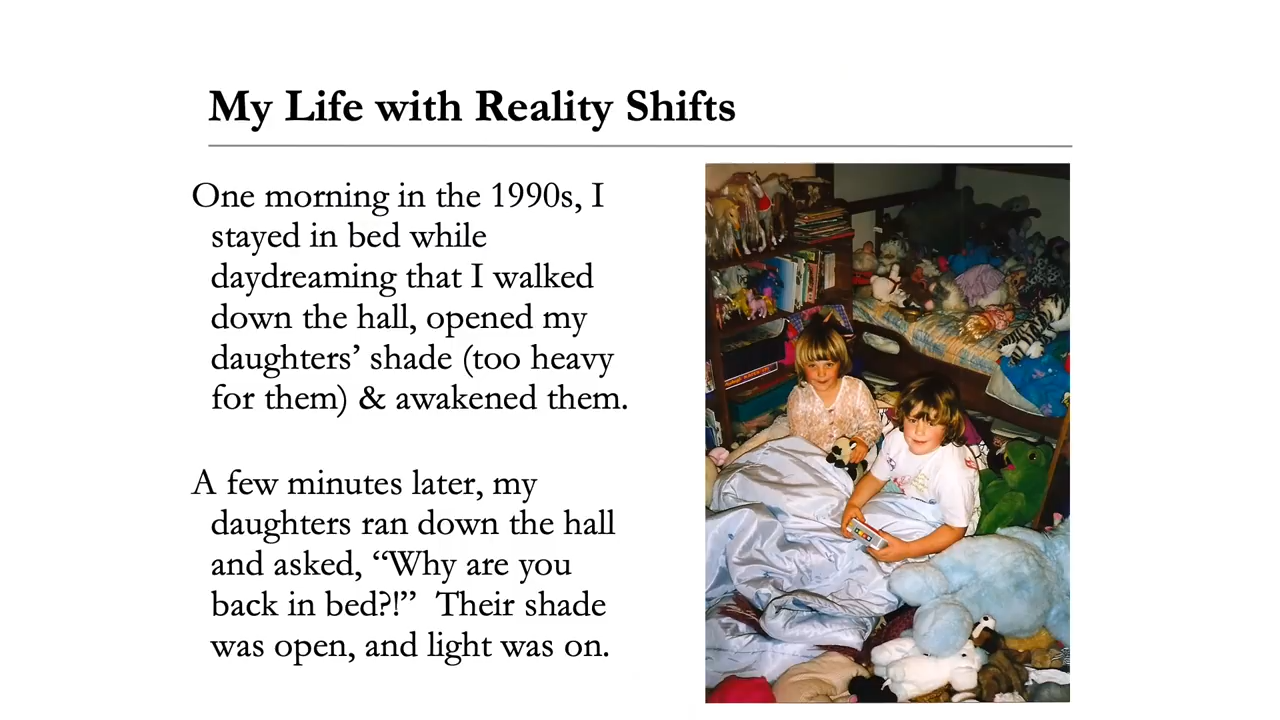 My Life with Reality Shifts
One morning in the 1990s, I
stayed in bed while
daydreaming that I walked
down the hall, opened my
daughters’ shade (too heavy
for them) & awakened them.
A few minutes later, my
daughters ran down the hall
and asked, “Why are you
back in bed?!”  Their shade
was open, and light was on.